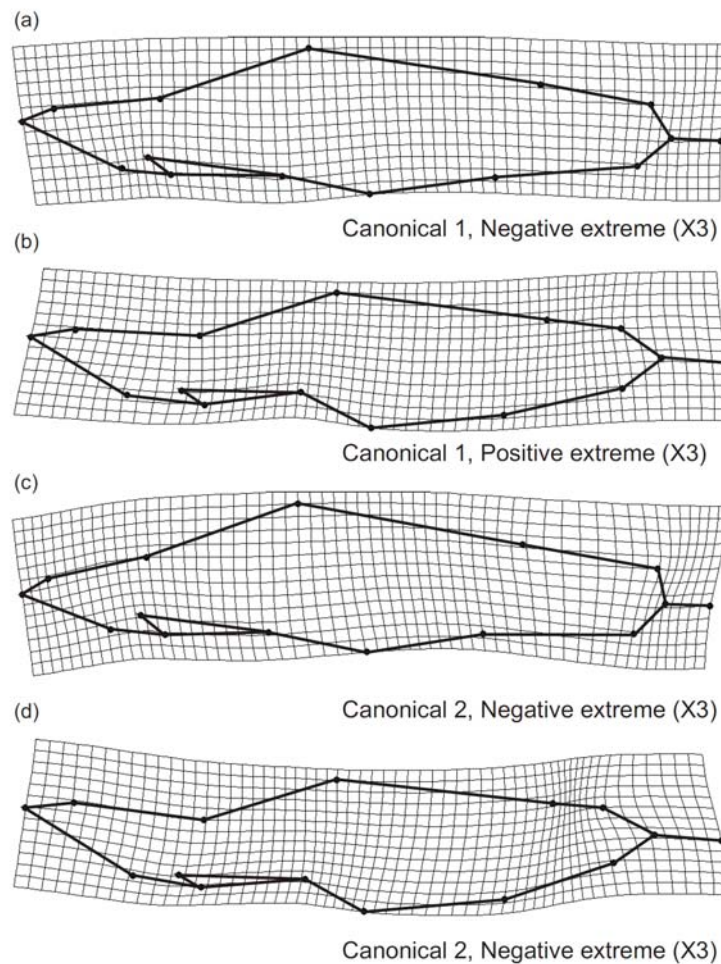 (a)
Canonical 1, Negative extreme (X3)
(b)
Canonical 1, Positive extreme (X3)
(c)
Canonical 2, Negative extreme (X3)
(d)
Canonical 2, Negative extreme (X3)